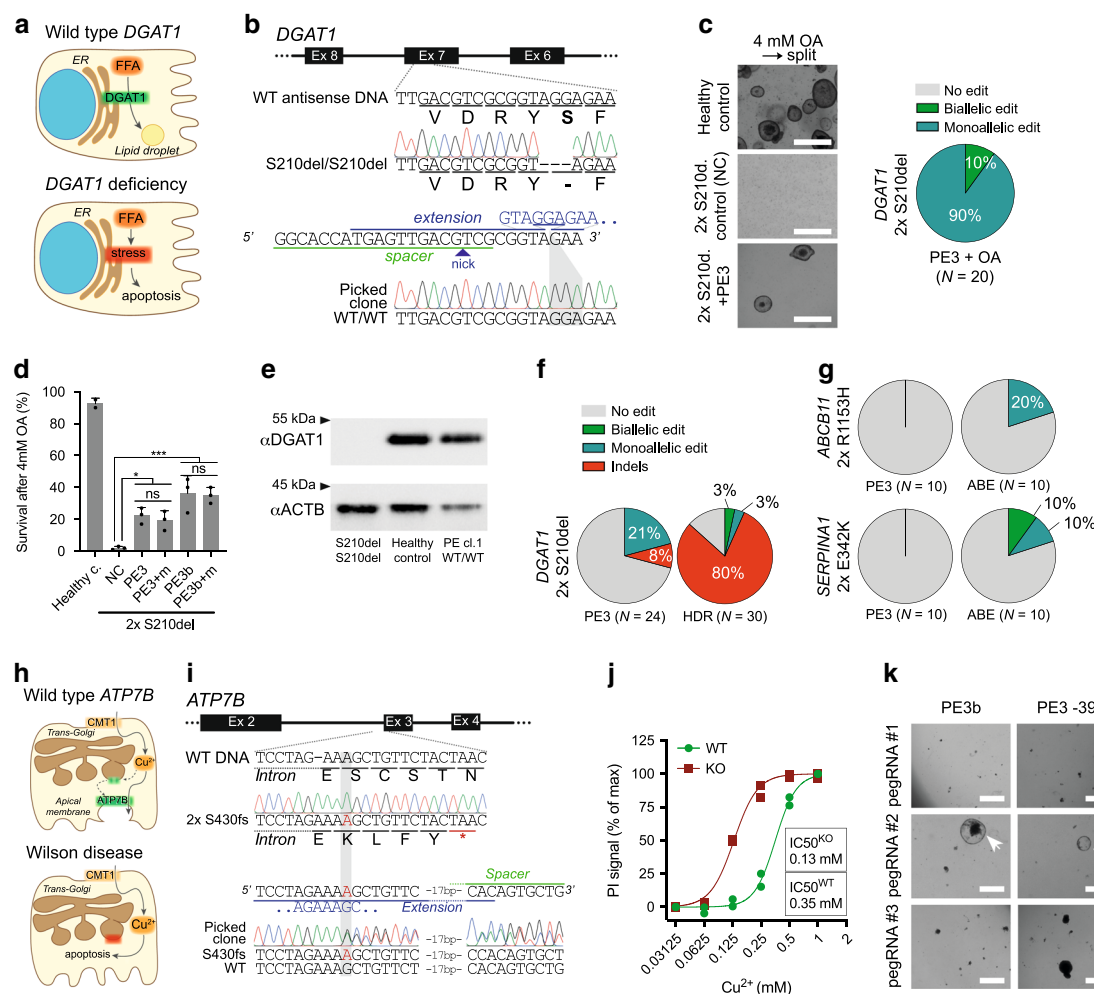 a
Wild type DGAT1
ER
FFA
DGAT1
Lipid droplet
DGAT1 deficiency
ER
FFA
stress
apoptosis
b
DGAT1
Ex 8
Ex 7
Ex 6
WT antisense DNA
TTGACGTCGCGGTAGGAGAA
V D R Y S F
S210del/S210del
TTGACGTCGCGGT---AGAA
V D R Y - F
extension
GTAGGAGAA..
5'
GGCACCATGAGTTGACGTCGCGGTAGAA
3'
spacer
nick
Picked
clone
WT/WT
TTGACGTCGCGGTAGGAGAA
c
4 mM OA
→ split
Healthy
control
2x S210d.
control (NC)
2x S210d.
+PE3
No edit
Biallelic edit
Monoallelic edit
DGAT1
2x S210del
10%
90%
PE3 + OA
(N = 20)
d
Survival after 4mM OA (%)
100
80
60
40
20
0
***
*
ns
ns
Healthy c.
NC
PE3
PE3+m
PE3b
PE3b+m
2x S210del
e
55 kDa
αDGAT1
45 kDa
αACTB
S210del
S210del
Healthy
control
PE cl.1
WT/WT
f
No edit
Biallelic edit
Monoallelic edit
Indels
DGAT1
2x S210del
21%
8%
3%
3%
80%
PE3 (N = 24)
HDR (N = 30)
g
ABCB11
2x R1153H
20%
PE3 (N = 10)
ABE (N = 10)
SERPINA1
2x E342K
10%
10%
PE3 (N = 10)
ABE (N = 10)
h
Wild type ATP7B
CMT1
Trans-Golgi
Cu²⁺
ATP7B
Apical
membrane
Wilson disease
CMT1
Trans-Golgi
Cu²⁺
apoptosis
i
ATP7B
Ex 2
Ex 3
Ex 4
WT DNA
TCCTAG-AAAGCTGTTCTACTAAC
Intron E S C S T N
2x S430fs
TCCTAGAAAAGCTGTTCTACTAAC
Intron E K L F Y *
Spacer
5'
TCCTAGAAAAGCTGTTC
-17bp-
CACAGTGCTG
3'
..AGAAAGC..
Extension
Picked
clone
-17bp-
S430fs
TCCTAGAAAAGCTGTTC
CCACAGTGCT
WT
TCCTAGAAAGCTGTTCT
-17bp-
CACAGTGCTG
j
WT
KO
PI signal (% of max)
125
100
75
50
25
0
IC50ᴷᴼ
0.13 mM
IC50ᵂᵀ
0.35 mM
0.03125
0.0625
0.125
0.25
0.5
1
2
Cu²⁺ (mM)
k
PE3b
PE3 -39
pegRNA #1
pegRNA #2
pegRNA #3